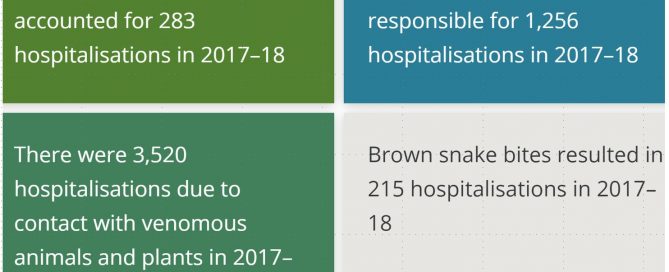 accounted for 283
hospitalisations in 2017–18
responsible for 1,256
hospitalisations in 2017–18
There were 3,520
hospitalisations due to
contact with venomous
animals and plants in 2017–
Brown snake bites resulted in
215 hospitalisations in 2017–
18